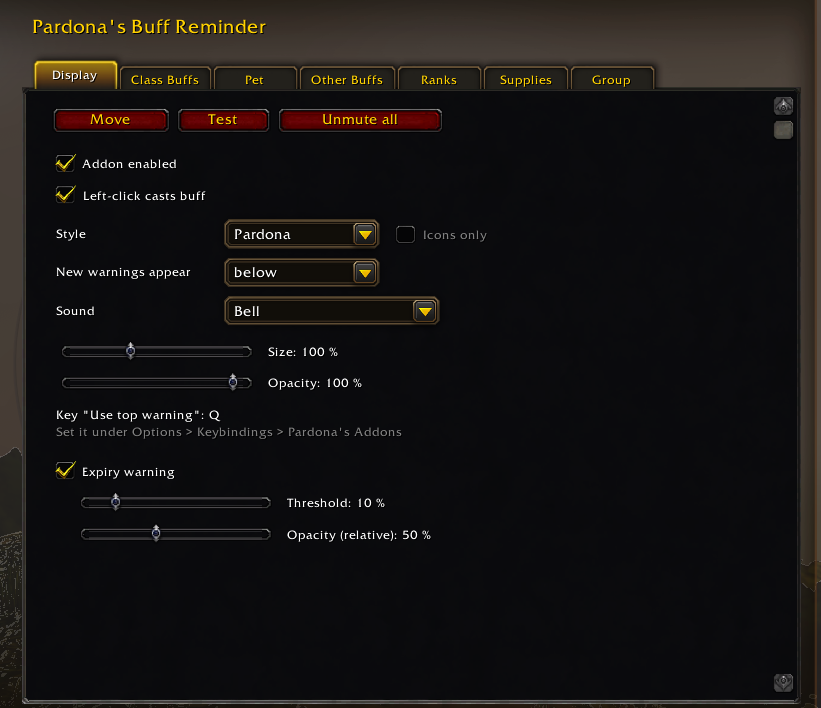 Pardona's Buff Reminder
Display Class Buffs Pet Other Buffs Ranks Supplies Group
Move Test Unmute all
Addon enabled
Left-click casts buff
Style Pardona Icons only
New warnings appear below
Sound Bell
Size: 100 %
Opacity: 100 %
Key "Use top warning": Q
Set it under Options > Keybindings > Pardona's Addons
Expiry warning
Threshold: 10 %
Opacity (relative): 50 %